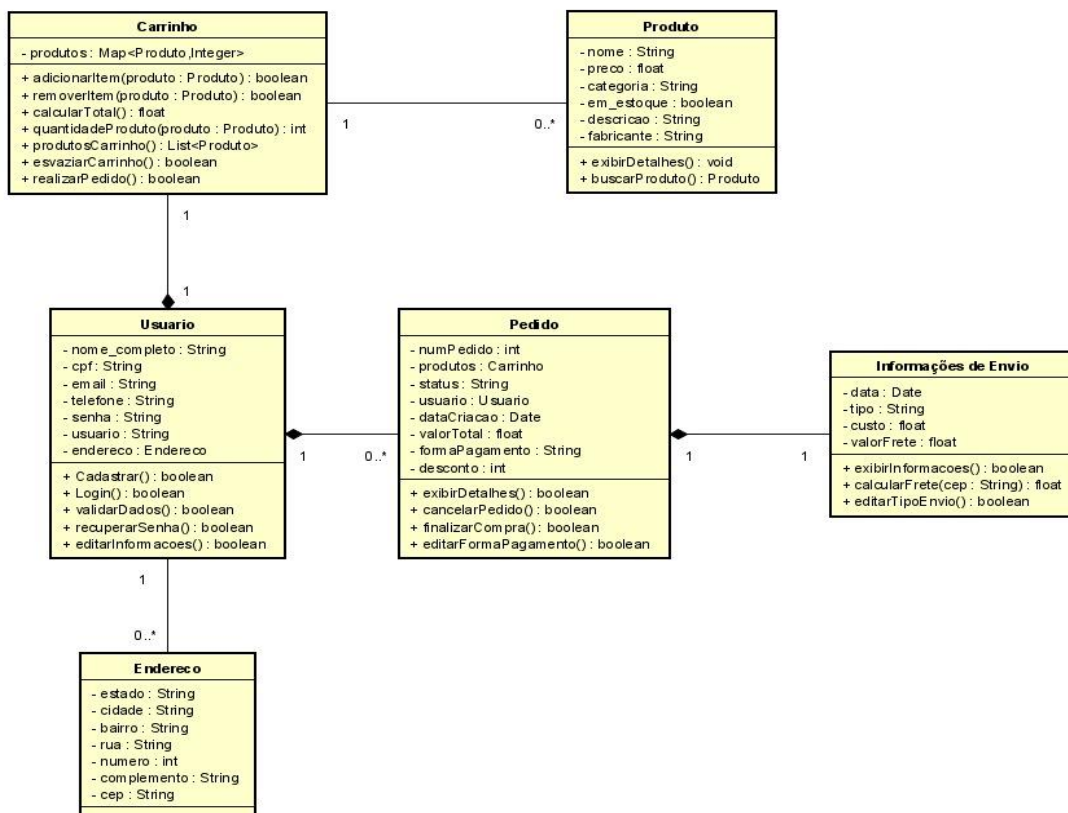 Carrinho
- produtos : Map<Produto,Integer>
+ adicionarItem(produto : Produto) : boolean
+ removerItem(produto : Produto) : boolean
+ calcularTotal() : float
+ quantidadeProduto(produto : Produto) : int
+ produtosCarrinho() : List<Produto>
+ esvaziarCarrinho() : boolean
+ realizarPedido() : boolean
1
0..*
Produto
- nome : String
- preco : float
- categoria : String
- em_estoque : boolean
- descricao : String
- fabricante : String
+ exibirDetalhes() : void
+ buscarProduto() : Produto
1
1
Usuario
- nome_completo : String
- cpf : String
- email : String
- telefone : String
- senha : String
- usuario : String
- endereco : Endereco
+ Cadastrar() : boolean
+ Login() : boolean
+ validarDados() : boolean
+ recuperarSenha() : boolean
+ editarInformacoes() : boolean
1
0..*
Pedido
- numPedido : int
- produtos : Carrinho
- status : String
- usuario : Usuario
- dataCriacao : Date
- valorTotal : float
- formaPagamento : String
- desconto : int
+ exibirDetalhes() : boolean
+ cancelarPedido() : boolean
+ finalizarCompra() : boolean
+ editarFormaPagamento() : boolean
1
1
Informações de Envio
- data : Date
- tipo : String
- custo : float
- valorFrete : float
+ exibirInformacoes() : boolean
+ calcularFrete(cep : String) : float
+ editarTipoEnvio() : boolean
1
0..*
Endereco
- estado : String
- cidade : String
- bairro : String
- rua : String
- numero : int
- complemento : String
- cep : String